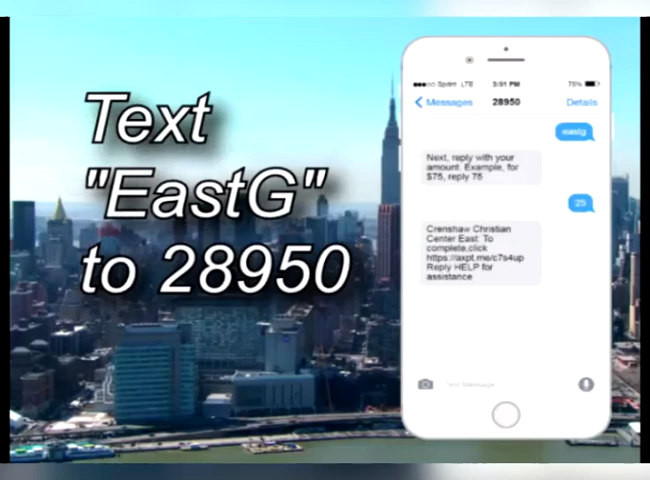 Text
"EastG"
to 28950
Sprint LTE
3:51 PM
75%
Messages
28950
Details
eastg
Next, reply with your
amount. Example, for
$75, reply 75
25
Crenshaw Christian
Center East: To
complete,click
https://axpt.me/c7s4up
Reply HELP for
assistance
Text Message